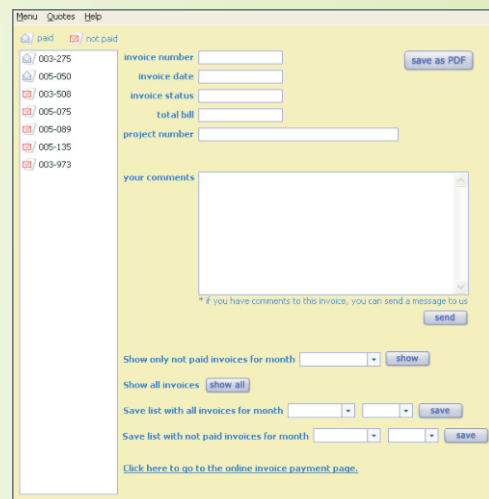 Menu Quotes Help
paid not paid
003-275
005-050
003-508
005-075
005-089
005-135
003-973
invoice number
save as PDF
invoice date
invoice status
total bill
project number
your comments
* if you have comments to this invoice, you can send a message to us
send
Show only not paid invoices for month show
Show all invoices show all
Save list with all invoices for month save
Save list with not paid invoices for month save
Click here to go to the online invoice payment page.